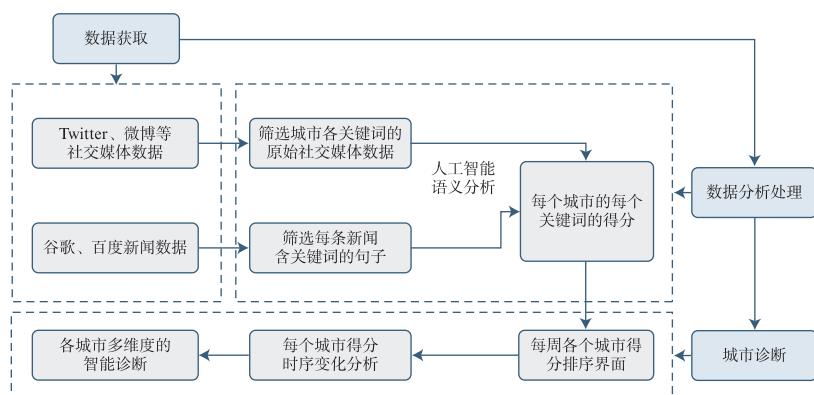 数据获取
Twitter、微博等
社交媒体数据
筛选城市各关键词的
原始社交媒体数据
人工智能
语义分析
每个城市的每个
关键词的得分
数据分析处理
谷歌、百度新闻数据
筛选每条新闻
含关键词的句子
各城市多维度的
智能诊断
每个城市得分
时序变化分析
每周各个城市得
分排序界面
城市诊断